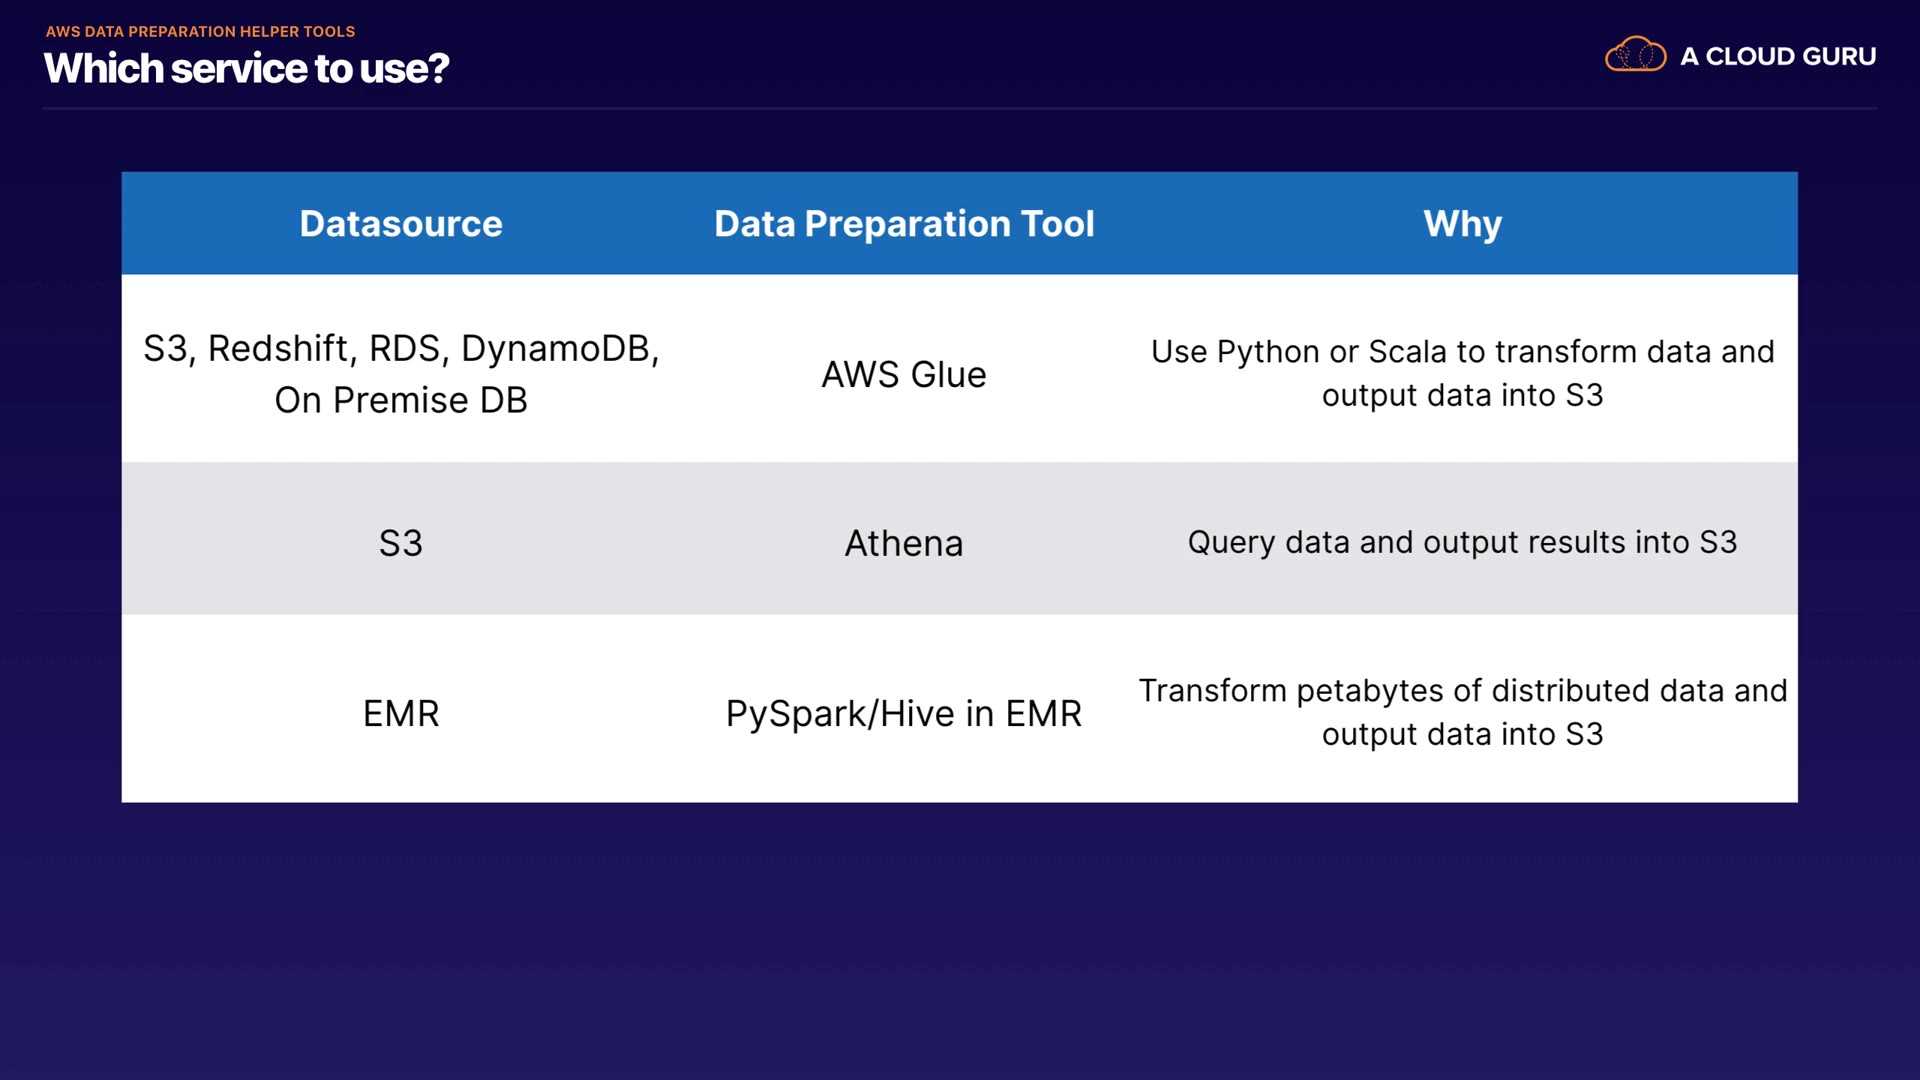 AWS DATA PREPARATION HELPER TOOLS
Which service to use?
A CLOUD GURU
Datasource
Data Preparation Tool
Why
S3, Redshift, RDS, DynamoDB,
On Premise DB
AWS Glue
Use Python or Scala to transform data and
output data into S3
S3
Athena
Query data and output results into S3
EMR
PySpark/Hive in EMR
Transform petabytes of distributed data and
output data into S3